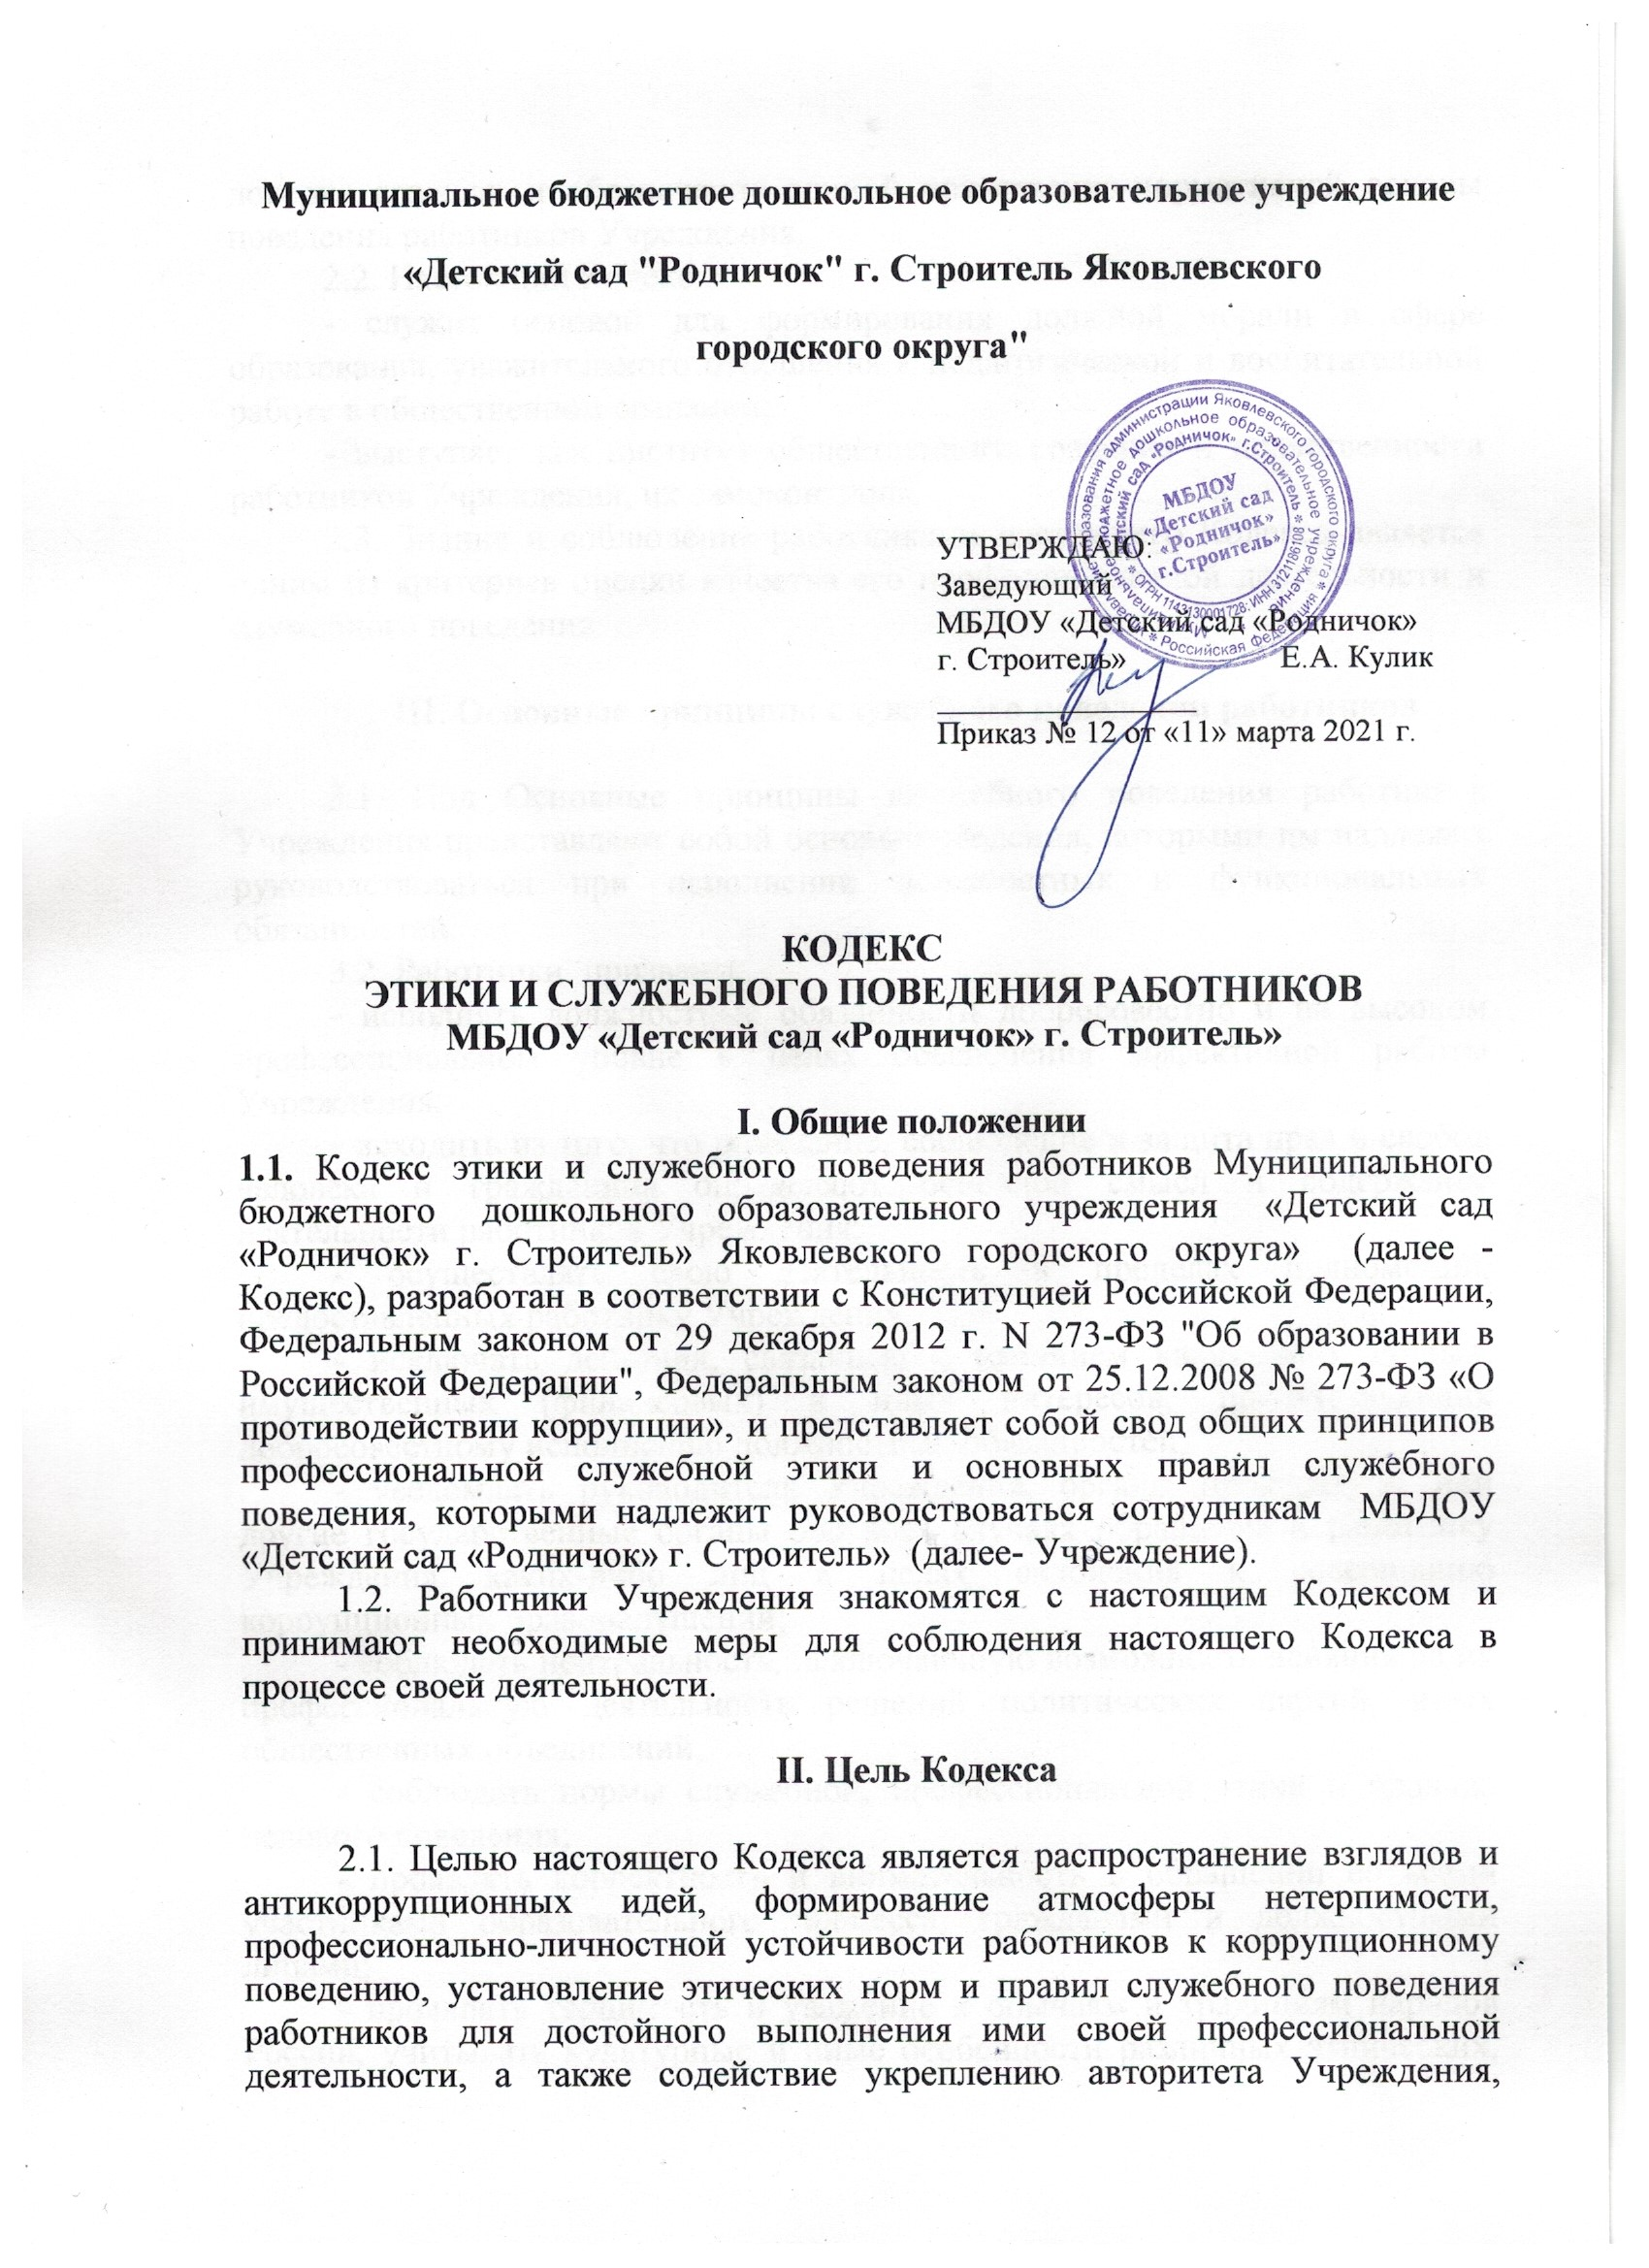 Муниципальное бюджетное дошкольное образовательное учреждение
«Детский сад "Родничок" г. Строитель Яковлевского
городского округа"
МБДОУ
«Детский сад
«Родничок»
г.Строитель»
УТВЕРЖДАЮ:
Заведующий
МБДОУ «Детский сад «Родничок»
г. Строитель» Е.А. Кулик
Приказ № 12 от «11» марта 2021 г.
КОДЕКС
ЭТИКИ И СЛУЖЕБНОГО ПОВЕДЕНИЯ РАБОТНИКОВ
МБДОУ «Детский сад «Родничок» г. Строитель»
I. Общие положении
1.1. Кодекс этики и служебного поведения работников Муниципального
бюджетного дошкольного образовательного учреждения «Детский сад
«Родничок» г. Строитель» Яковлевского городского округа» (далее -
Кодекс), разработан в соответствии с Конституцией Российской Федерации,
Федеральным законом от 29 декабря 2012 г. N 273-ФЗ "Об образовании в
Российской Федерации", Федеральным законом от 25.12.2008 № 273-ФЗ «О
противодействии коррупции», и представляет собой свод общих принципов
профессиональной служебной этики и основных правил служебного
поведения, которыми надлежит руководствоваться сотрудникам МБДОУ
«Детский сад «Родничок» г. Строитель» (далее- Учреждение).
1.2. Работники Учреждения знакомятся с настоящим Кодексом и
принимают необходимые меры для соблюдения настоящего Кодекса в
процессе своей деятельности.
II. Цель Кодекса
2.1. Целью настоящего Кодекса является распространение взглядов и
антикоррупционных идей, формирование атмосферы нетерпимости,
профессионально-личностной устойчивости работников к коррупционному
поведению, установление этических норм и правил служебного поведения
работников для достойного выполнения ими своей профессиональной
деятельности, а также содействие укреплению авторитета Учреждения,